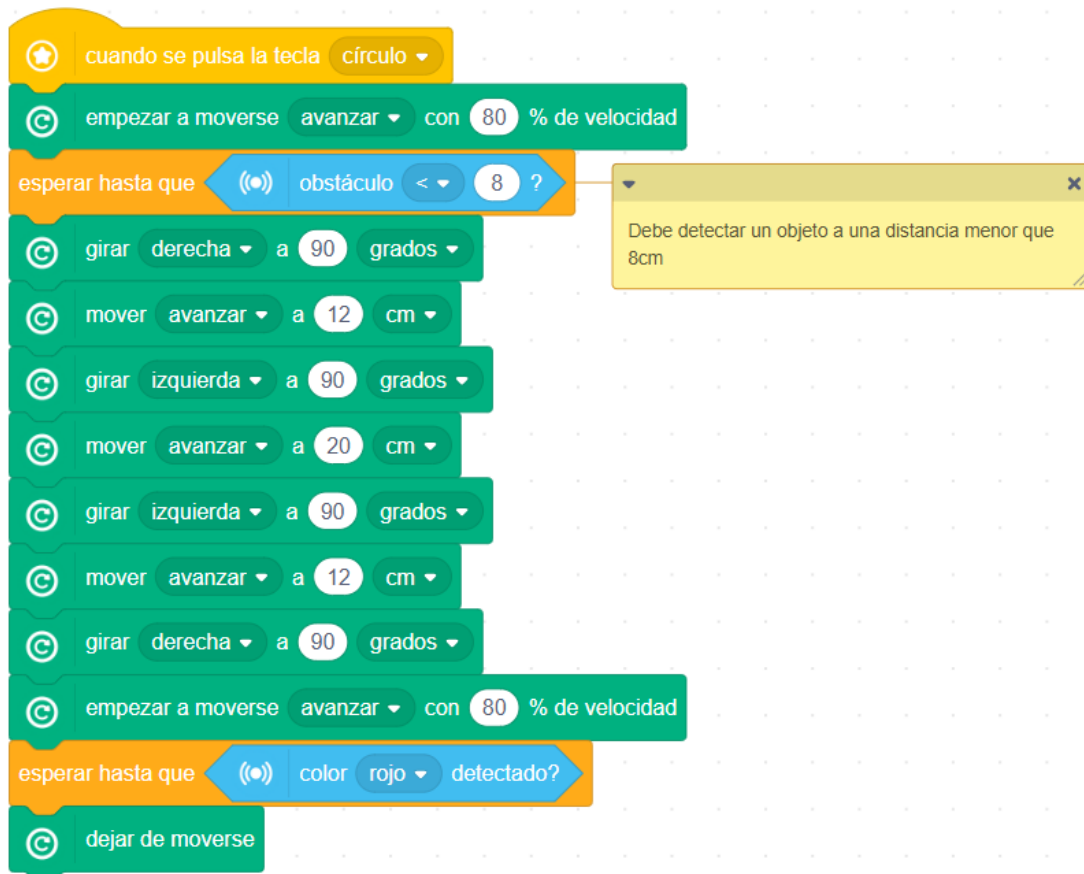 cuando se pulsa la tecla círculo
empezar a moverse avanzar con 80 % de velocidad
esperar hasta que obstáculo < 8 ?
Debe detectar un objeto a una distancia menor que
8cm
girar derecha a 90 grados
mover avanzar a 12 cm
girar izquierda a 90 grados
mover avanzar a 20 cm
girar izquierda a 90 grados
mover avanzar a 12 cm
girar derecha a 90 grados
empezar a moverse avanzar con 80 % de velocidad
esperar hasta que color rojo detectado?
dejar de moverse